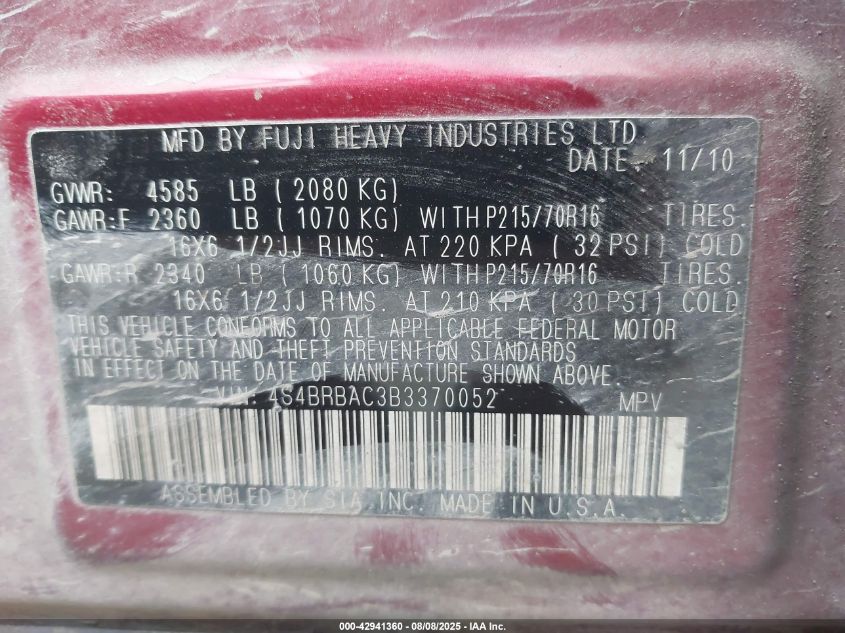 MFD BY FUJI HEAVY INDUSTRIES LTD
DATE 11/10
GVWR: 4585 LB ( 2080 KG)
GAWR:F 2360 LB ( 1070 KG) WITH P215/70R16 TIRES
16X6 1/2JJ RIMS. AT 220 KPA ( 32 PSI) COLD
GAWR:R 2340 LB ( 1060 KG) WITH P215/70R16 TIRES
16X6 1/2JJ RIMS. AT 210 KPA ( 30 PSI) COLD
THIS VEHICLE CONFORMS TO ALL APPLICABLE FEDERAL MOTOR
VEHICLE SAFETY AND THEFT PREVENTION STANDARDS
IN EFFECT ON THE DATE OF MANUFACTURE SHOWN ABOVE.
VIN: 4S4BRBAC3B3370052 MPV
ASSEMBLED BY SIA,INC. MADE IN U.S.A.
000-42941360 - 08/08/2025 - IAA Inc.